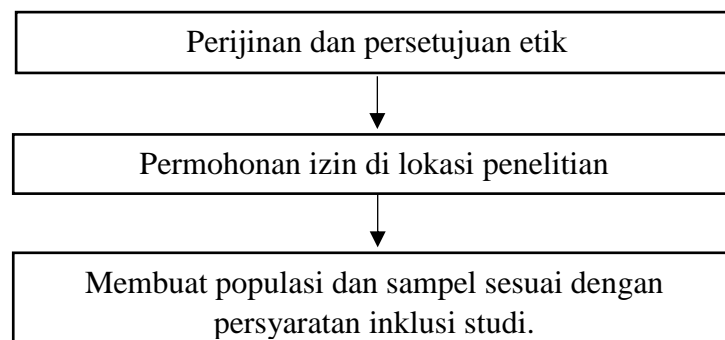 Perijinan dan persetujuan etik
Permohonan izin di lokasi penelitian
Membuat populasi dan sampel sesuai dengan
persyaratan inklusi studi.